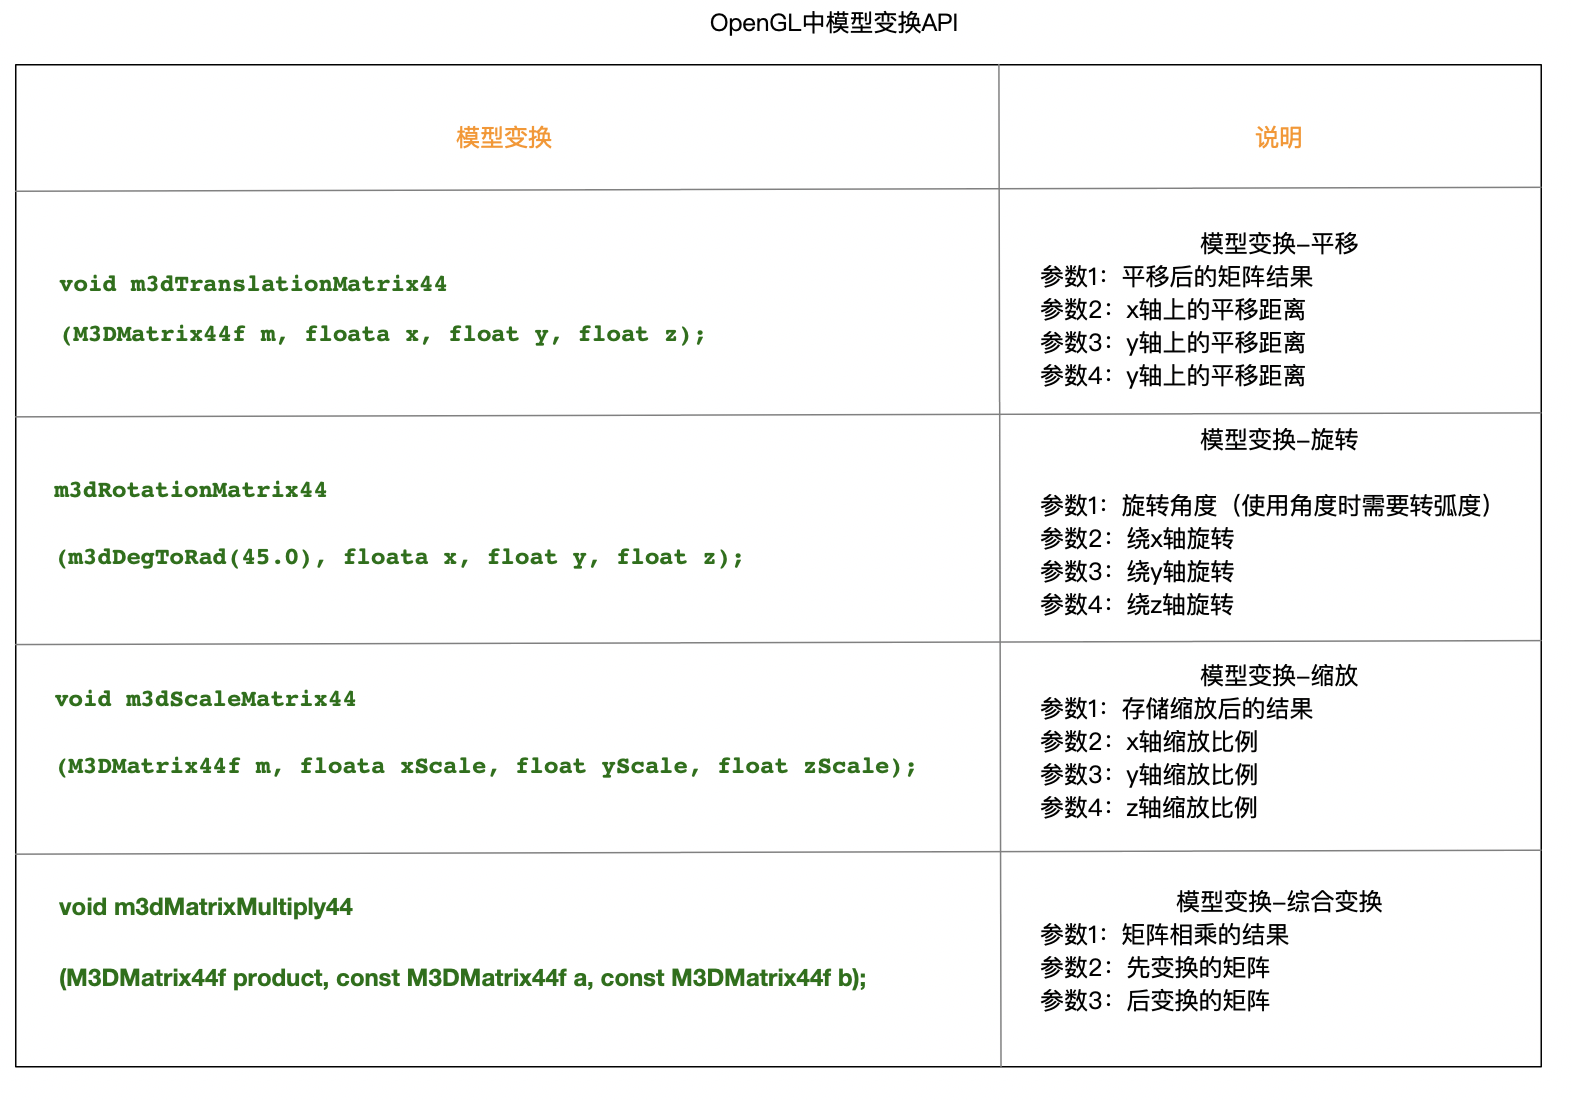 OpenGL中模型变换API
模型变换
说明
void m3dTranslationMatrix44
(M3DMatrix44f m, floata x, float y, float z);
模型变换-平移
参数1：平移后的矩阵结果
参数2：x轴上的平移距离
参数3：y轴上的平移距离
参数4：y轴上的平移距离
m3dRotationMatrix44
(m3dDegToRad(45.0), floata x, float y, float z);
模型变换-旋转
参数1：旋转角度（使用角度时需要转弧度）
参数2：绕x轴旋转
参数3：绕y轴旋转
参数4：绕z轴旋转
void m3dScaleMatrix44
(M3DMatrix44f m, floata xScale, float yScale, float zScale);
模型变换-缩放
参数1：存储缩放后的结果
参数2：x轴缩放比例
参数3：y轴缩放比例
参数4：z轴缩放比例
void m3dMatrixMultiply44
(M3DMatrix44f product, const M3DMatrix44f a, const M3DMatrix44f b);
模型变换-综合变换
参数1：矩阵相乘的结果
参数2：先变换的矩阵
参数3：后变换的矩阵